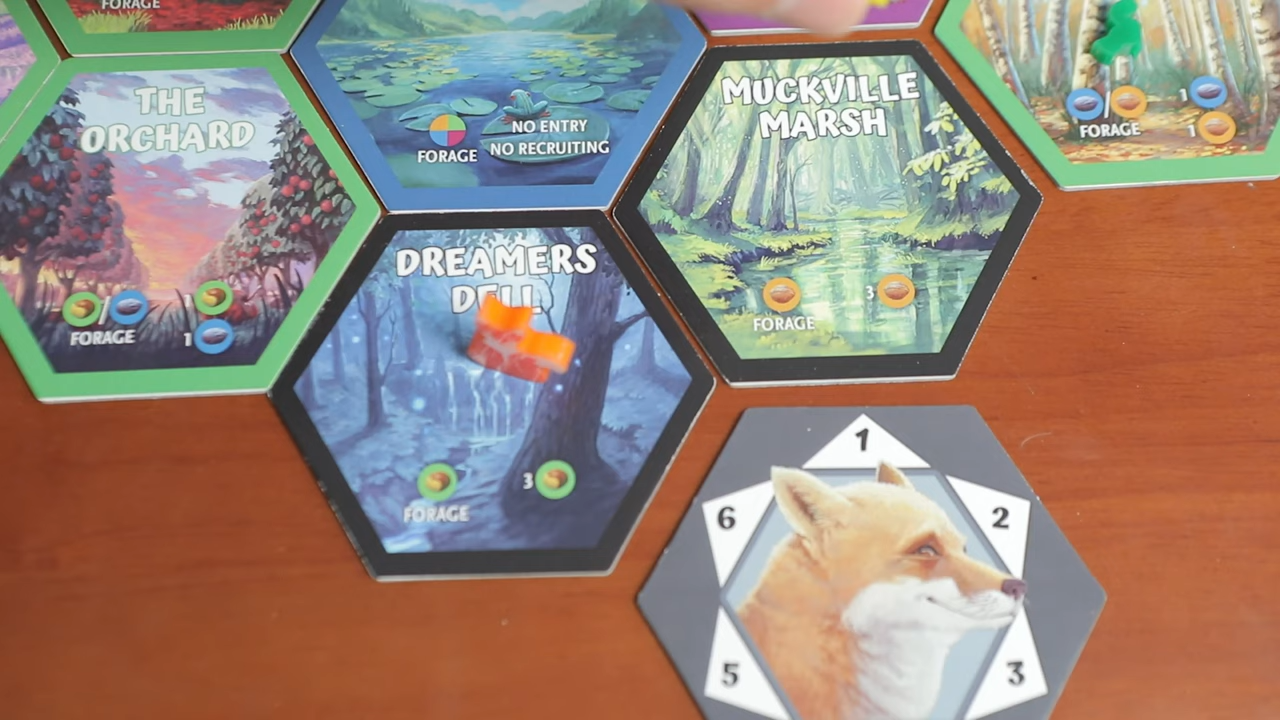 FORAGE
THE
ORCHARD
/
FORAGE
1
1
FORAGE
NO ENTRY
NO RECRUITING
MUCKVILLE
MARSH
FORAGE
3
/
FORAGE
1
1
DREAMERS
DELL
FORAGE
3
1
2
3
5
6